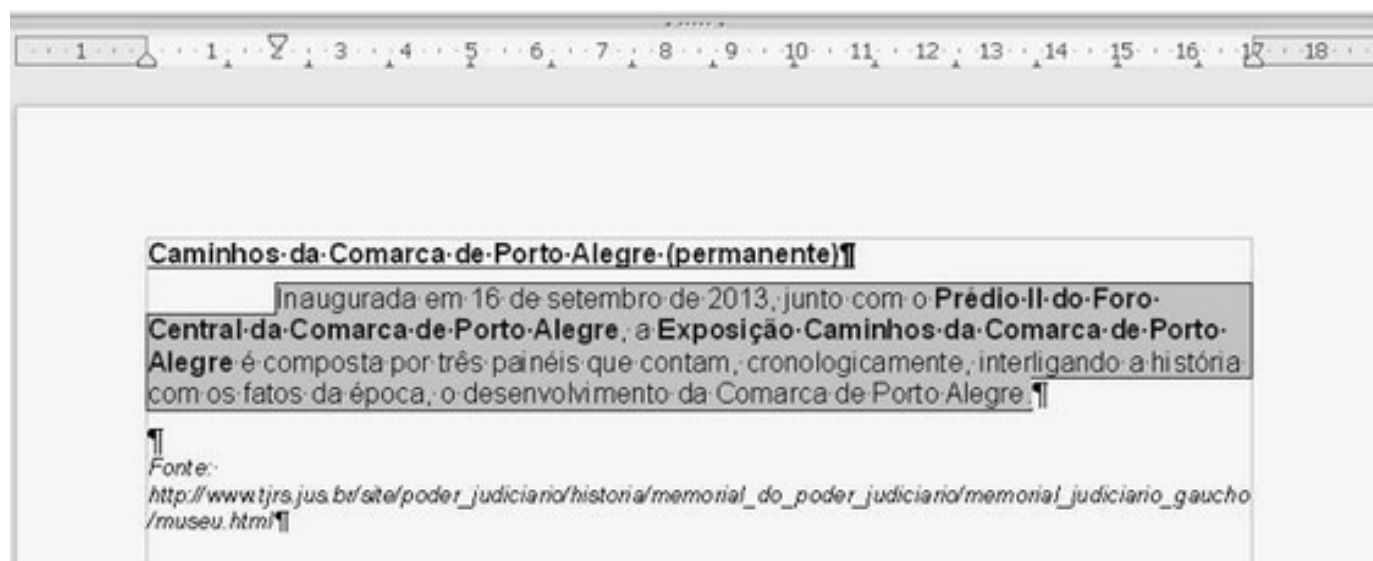 1 1 2 3 4 5 6 7 8 9 10 11 12 13 14 15 16 17 18
Caminhos·da·Comarca·de·Porto·Alegre·(permanente)¶
Inaugurada·em·16·de·setembro·de·2013,·junto·com·o·Prédio·II·do·Foro·
Central·da·Comarca·de·Porto·Alegre,·a·Exposição·Caminhos·da·Comarca·de·Porto·
Alegre·é·composta·por·três·painéis·que·contam,·cronologicamente,·interligando·a·história·
com·os·fatos·da·época,·o·desenvolvimento·da·Comarca·de·Porto·Alegre.¶
¶
Fonte:·
http://www.tjrs.jus.br/site/poder_judiciario/historia/memorial_do_poder_judiciario/memorial_judiciario_gaucho
/museu.html¶